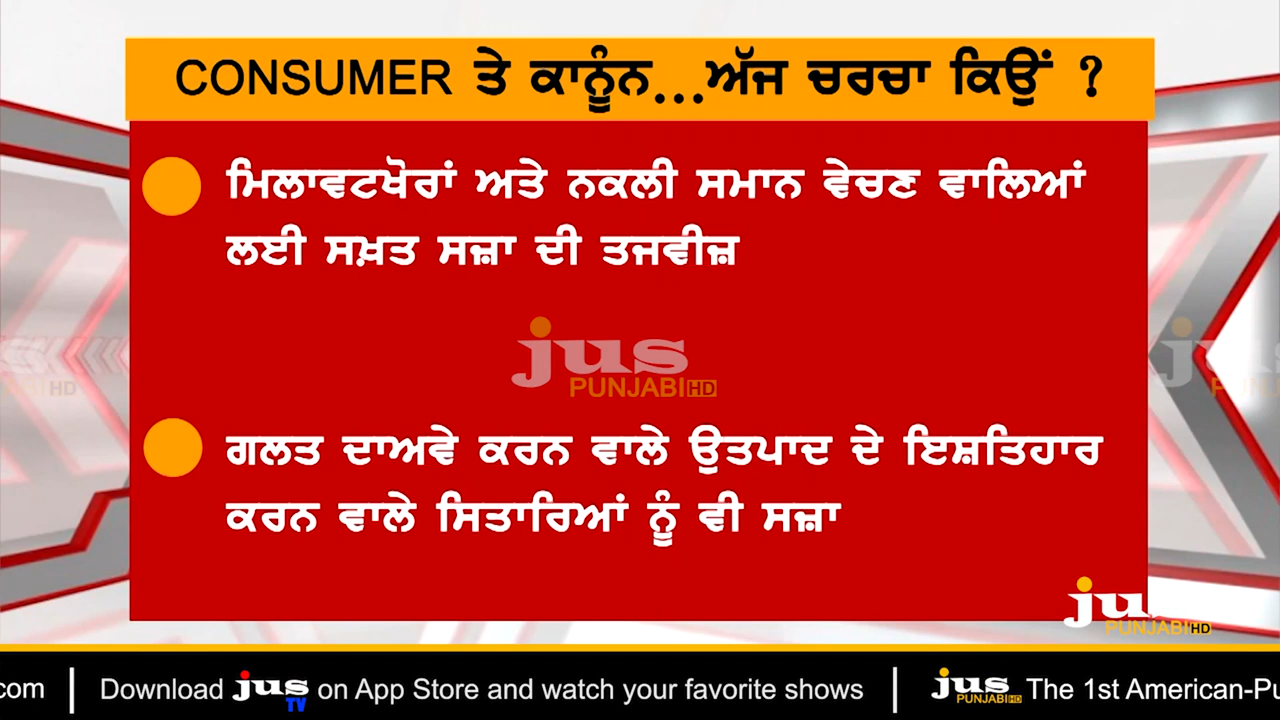 CONSUMER ਤੇ ਕਾਨੂੰਨ...ਅੱਜ ਚਰਚਾ ਕਿਉਂ ?
ਮਿਲਾਵਟਖੋਰਾਂ ਅਤੇ ਨਕਲੀ ਸਮਾਨ ਵੇਚਣ ਵਾਲਿਆਂ
ਲਈ ਸਖ਼ਤ ਸਜ਼ਾ ਦੀ ਤਜਵੀਜ਼
jus
PUNJABI HD
ਗਲਤ ਦਾਅਵੇ ਕਰਨ ਵਾਲੇ ਉਤਪਾਦ ਦੇ ਇਸ਼ਤਿਹਾਰ
ਕਰਨ ਵਾਲੇ ਸਿਤਾਰਿਆਂ ਨੂੰ ਵੀ ਸਜ਼ਾ
jus
PUNJABI HD
.com | Download jus TV on App Store and watch your favorite shows | jus PUNJABI HD The 1st American-Pu